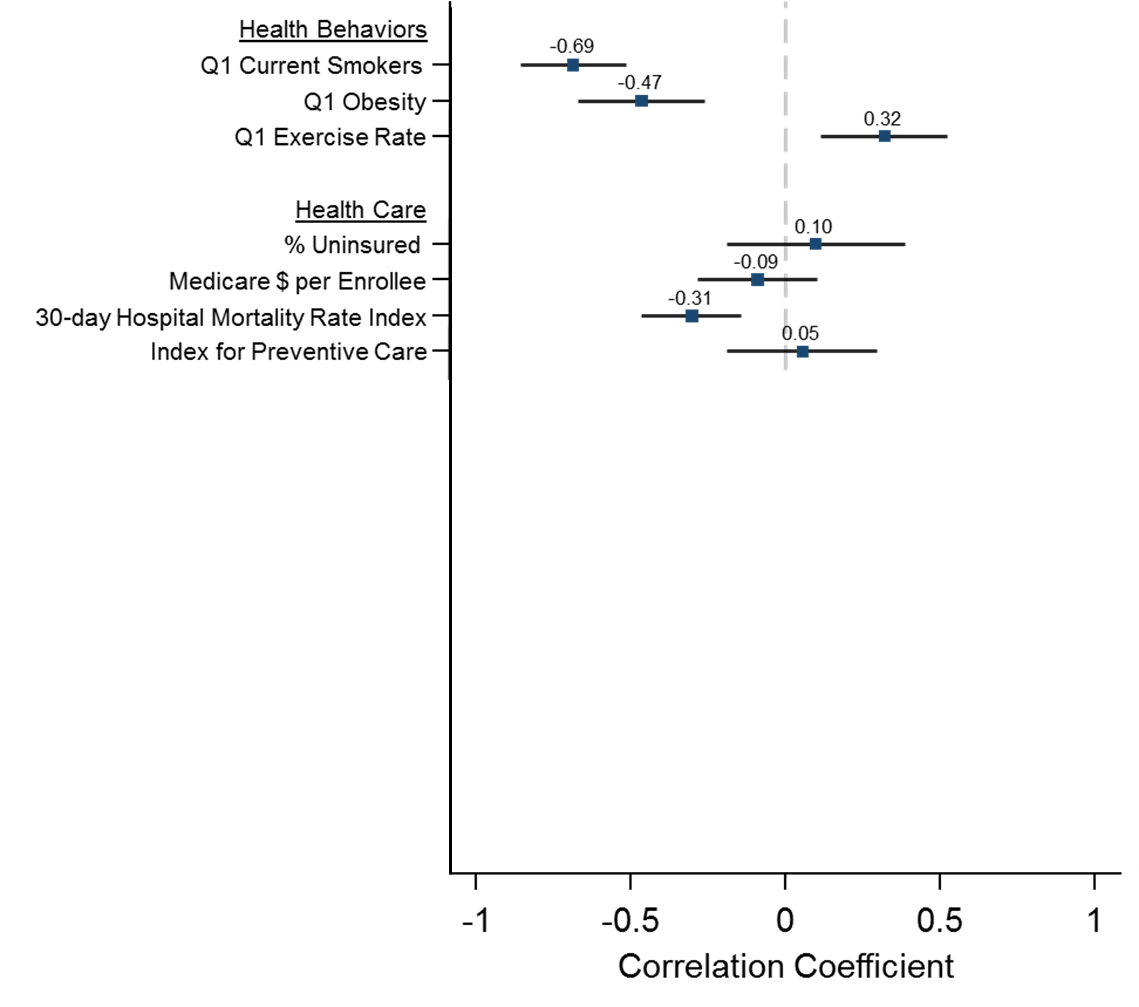 Health Behaviors
-0.69
Q1 Current Smokers
-0.47
Q1 Obesity
0.32
Q1 Exercise Rate
Health Care
0.10
% Uninsured
-0.09
Medicare $ per Enrollee
-0.31
30-day Hospital Mortality Rate Index
0.05
Index for Preventive Care
-1 -0.5 0 0.5 1
Correlation Coefficient